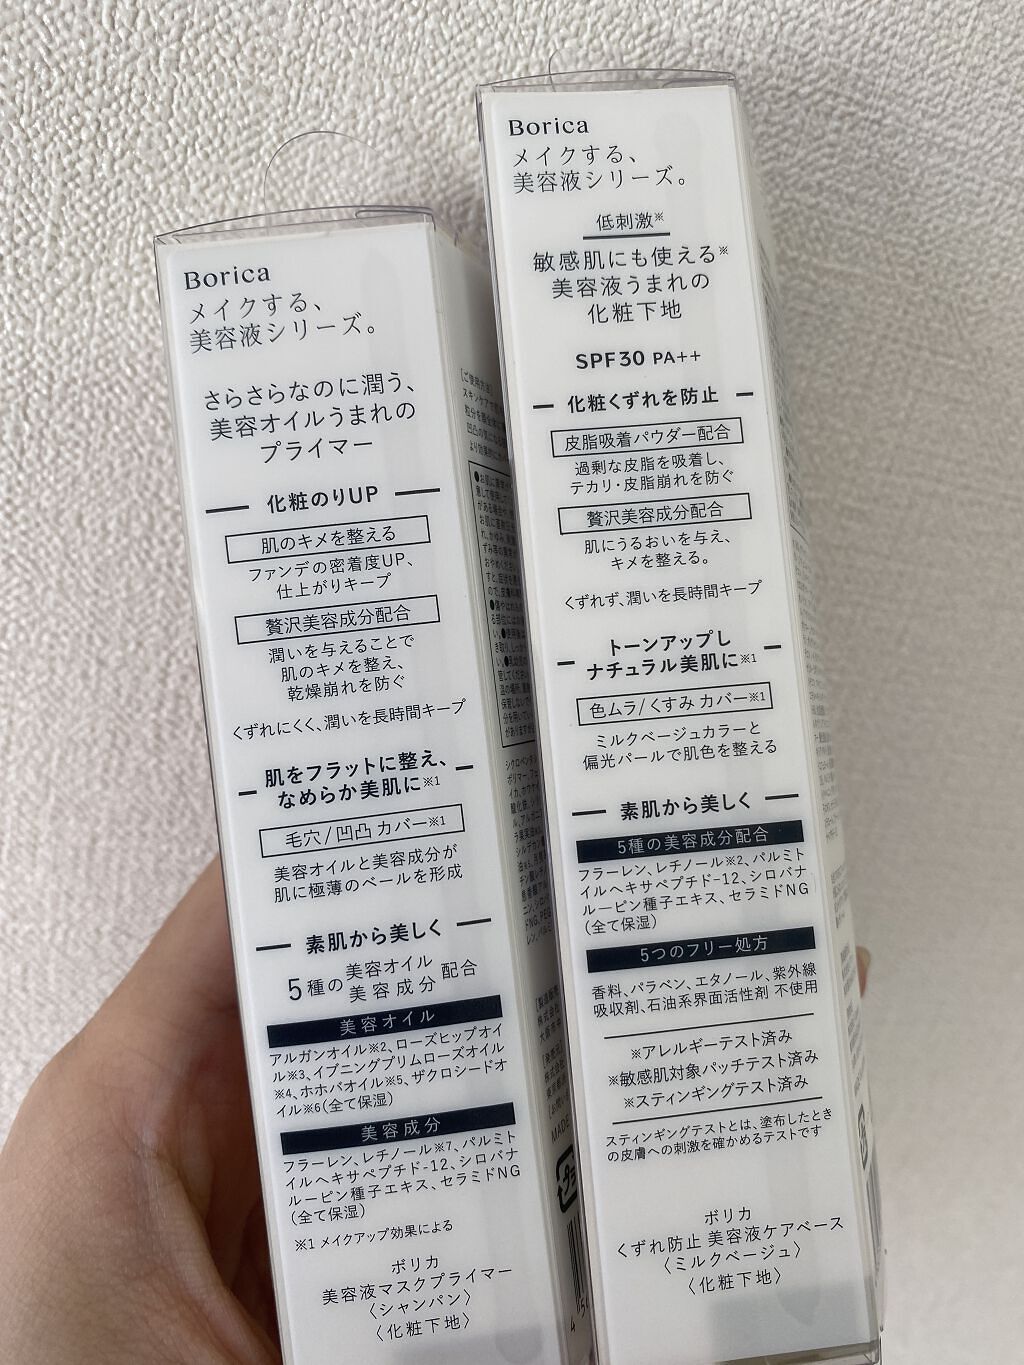 Borica
メイクする、
美容液シリーズ。
さらさらなのに潤う、
美容オイルうまれの
プライマー
化粧のりUP
肌のキメを整える
ファンデの密着度UP、
仕上がりキープ
贅沢美容成分配合
潤いを与えることで
肌のキメを整え、
乾燥崩れを防ぐ
くずれにくく、潤いを長時間キープ
肌をフラットに整え、
なめらか美肌に※1
毛穴/凹凸 カバー※1
美容オイルと美容成分が
肌に極薄のベールを形成
素肌から美しく
5種の美容オイル美容成分配合
美容オイル
アルガンオイル※2、ローズヒップオイ
ル※3、イブニングプリムローズオイル
※4、ホホバオイル※5、ザクロシードオ
イル※6(全て保湿)
美容成分
フラーレン、レチノール※7、パルミト
イルヘキサペプチド-12、シロバナ
ルーピン種子エキス、セラミドNG
(全て保湿)
※1 メイクアップ効果による
ボリカ
美容液マスクプライマー
〈シャンパン〉
〈化粧下地〉
Borica
メイクする、
美容液シリーズ。
低刺激※
敏感肌にも使える※
美容液うまれの
化粧下地
SPF30 PA++
化粧くずれを防止
皮脂吸着パウダー配合
過剰な皮脂を吸着し、
テカリ・皮脂崩れを防ぐ
贅沢美容成分配合
肌にうるおいを与え、
キメを整える。
くずれず、潤いを長時間キープ
トーンアップし
ナチュラル美肌に※1
色ムラ/くすみ カバー※1
ミルクベージュカラーと
偏光パールで肌色を整える
素肌から美しく
5種の美容成分配合
フラーレン、レチノール※2、パルミト
イルヘキサペプチド-12、シロバナ
ルーピン種子エキス、セラミドNG
(全て保湿)
5つのフリー処方
香料、パラベン、エタノール、紫外線
吸収剤、石油系界面活性剤 不使用
※アレルギーテスト済み
※敏感肌対象パッチテスト済み
※スティンギングテスト済み
スティンギングテストとは、塗布したとき
の皮膚への刺激を確かめるテストです
ボリカ
くずれ防止 美容液ケアベース
〈ミルクベージュ〉
〈化粧下地〉